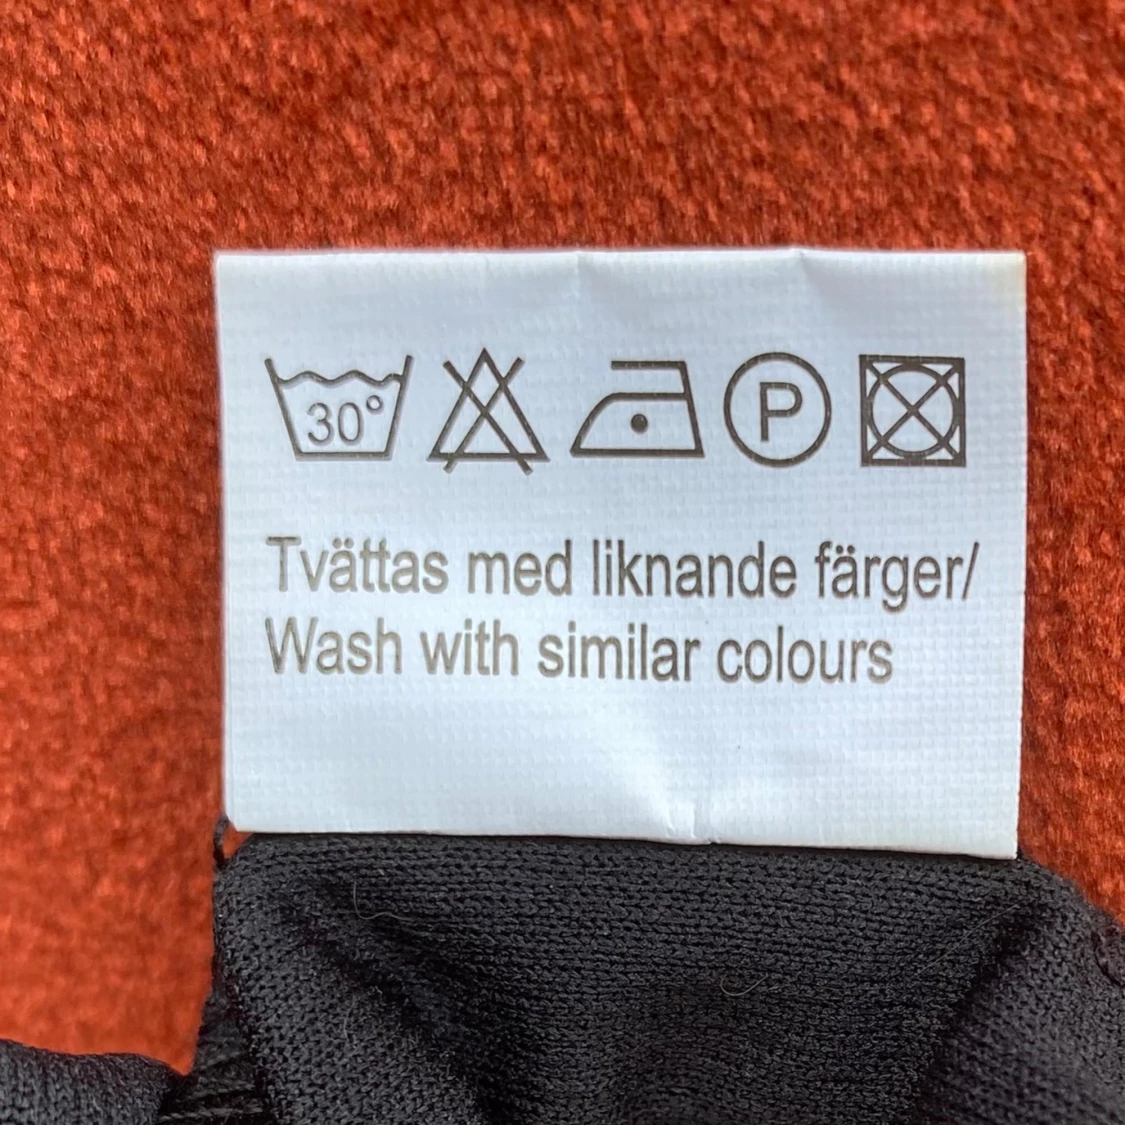 30°
P
Tvättas med liknande färger/
Wash with similar colours